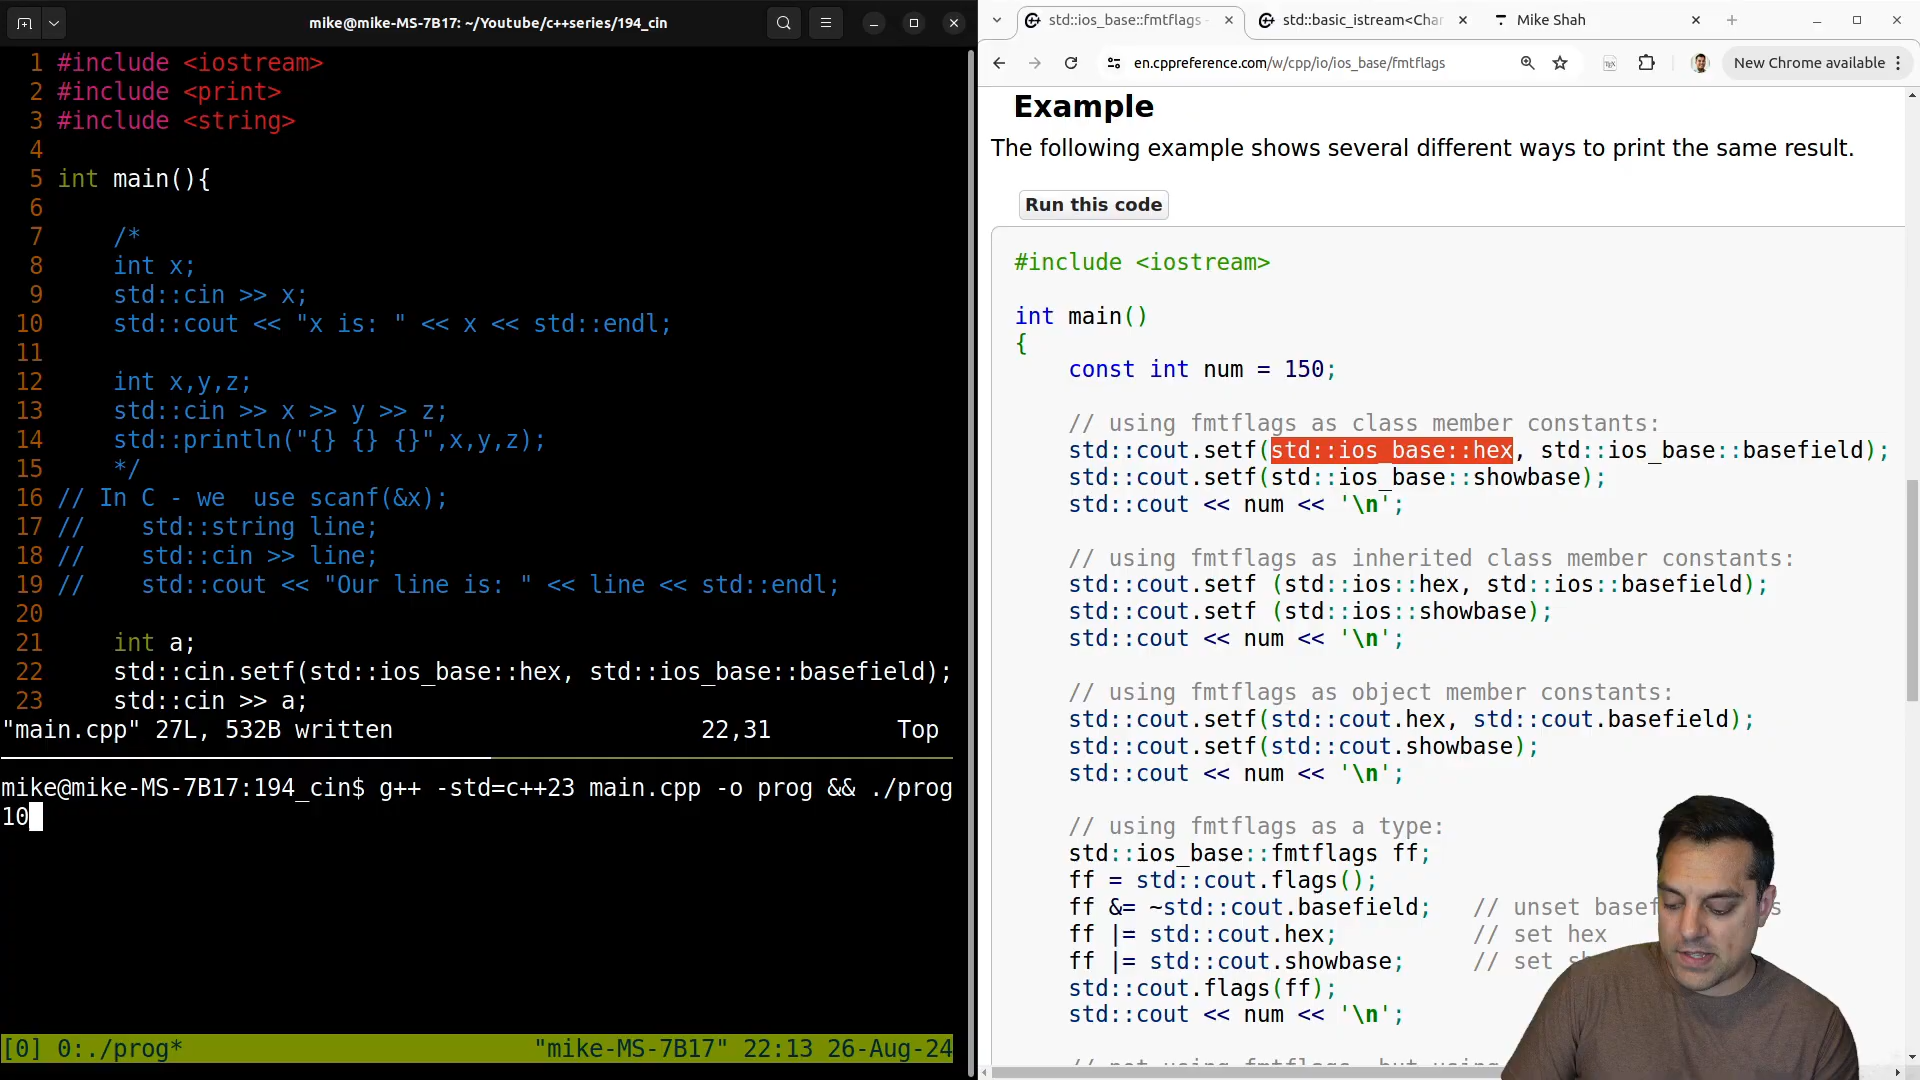 mike@mike-MS-7B17: ~/Youtube/c++series/194_cin
1 #include <iostream>
2 #include <print>
3 #include <string>
4
5 int main(){
6
7 /*
8 int x;
9 std::cin >> x;
10 std::cout << "x is: " << x << std::endl;
11
12 int x,y,z;
13 std::cin >> x >> y >> z;
14 std::println("{} {} {}",x,y,z);
15 */
16 // In C - we  use scanf(&x);
17 // std::string line;
18 // std::cin >> line;
19 // std::cout << "Our line is: " << line << std::endl;
20
21 int a;
22 std::cin.setf(std::ios_base::hex, std::ios_base::basefield);
23 std::cin >> a;
"main.cpp" 27L, 532B written 22,31 Top
mike@mike-MS-7B17:194_cin$ g++ -std=c++23 main.cpp -o prog && ./prog
10
[0] 0:./prog* "mike-MS-7B17" 22:13 26-Aug-24
std::ios_base::fmtflags -
std::basic_istream<Char
Mike Shah
en.cppreference.com/w/cpp/io/ios_base/fmtflags
New Chrome available
Example
The following example shows several different ways to print the same result.
Run this code
#include <iostream>
int main()
{
const int num = 150;
// using fmtflags as class member constants:
std::cout.setf(std::ios_base::hex, std::ios_base::basefield);
std::cout.setf(std::ios_base::showbase);
std::cout << num << '\n';
// using fmtflags as inherited class member constants:
std::cout.setf (std::ios::hex, std::ios::basefield);
std::cout.setf (std::ios::showbase);
std::cout << num << '\n';
// using fmtflags as object member constants:
std::cout.setf(std::cout.hex, std::cout.basefield);
std::cout.setf(std::cout.showbase);
std::cout << num << '\n';
// using fmtflags as a type:
std::ios_base::fmtflags ff;
ff = std::cout.flags();
ff &= ~std::cout.basefield; // unset
ff |= std::cout.hex; // set hex
ff |= std::cout.showbase; // set
std::cout.flags(ff);
std::cout << num << '\n';
// not using fmtflags, but using